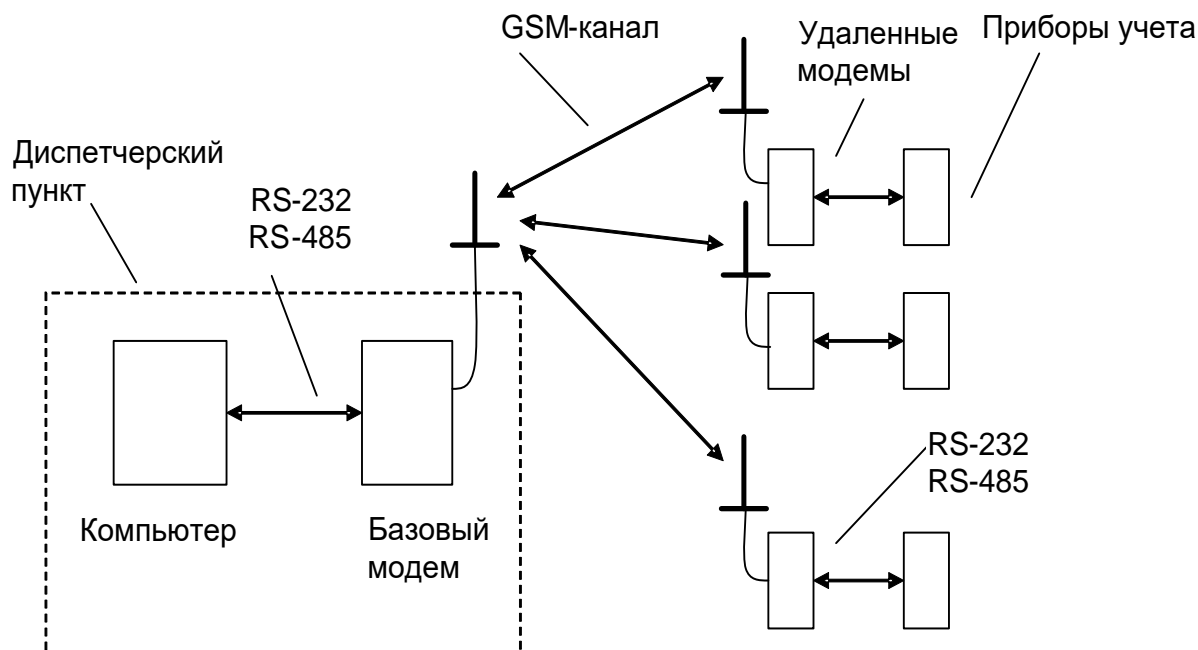 GSM-канал
Удаленные
модемы
Приборы учета
Диспетчерский
пункт
RS-232
RS-485
RS-232
RS-485
Компьютер
Базовый
модем